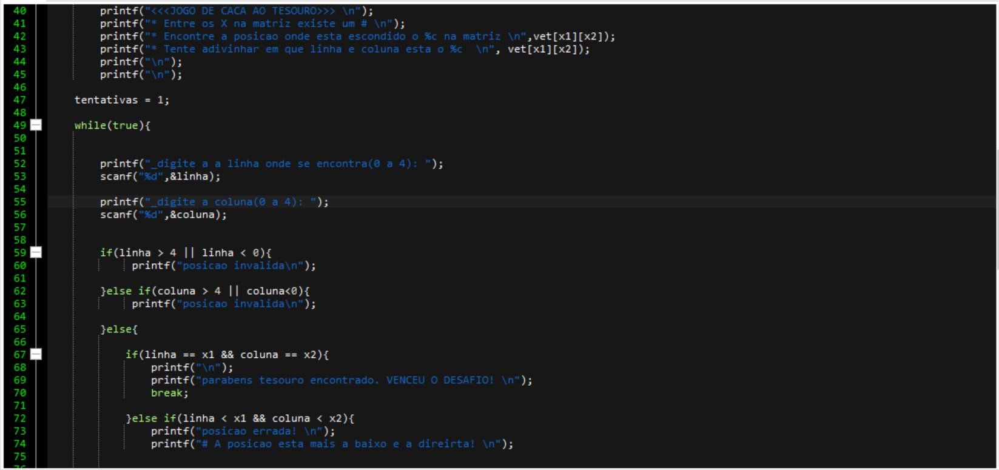 40 printf("<<<JOGO DE CACA AO TESOURO>>> \n");
41 printf("* Entre os X na matriz existe um # \n");
42 printf("* Encontre a posicao onde esta escondido o %c na matriz \n",vet[x1][x2]);
43 printf("* Tente adivinhar em que linha e coluna esta o %c  \n", vet[x1][x2]);
44 printf("\n");
45 printf("\n");
46
47 tentativas = 1;
48
49 while(true){
50
51
52 printf("_digite a a linha onde se encontra(0 a 4): ");
53 scanf("%d",&linha);
54
55 printf("_digite a coluna(0 a 4): ");
56 scanf("%d",&coluna);
57
58
59 if(linha > 4 || linha < 0){
60 printf("posicao invalida\n");
61
62 }else if(coluna > 4 || coluna<0){
63 printf("posicao invalida\n");
64
65 }else{
66
67 if(linha == x1 && coluna == x2){
68 printf("\n");
69 printf("parabens tesouro encontrado. VENCEU O DESAFIO! \n");
70 break;
71
72 }else if(linha < x1 && coluna < x2){
73 printf("posicao errada! \n");
74 printf("# A posicao esta mais a baixo e a direirta! \n");
75